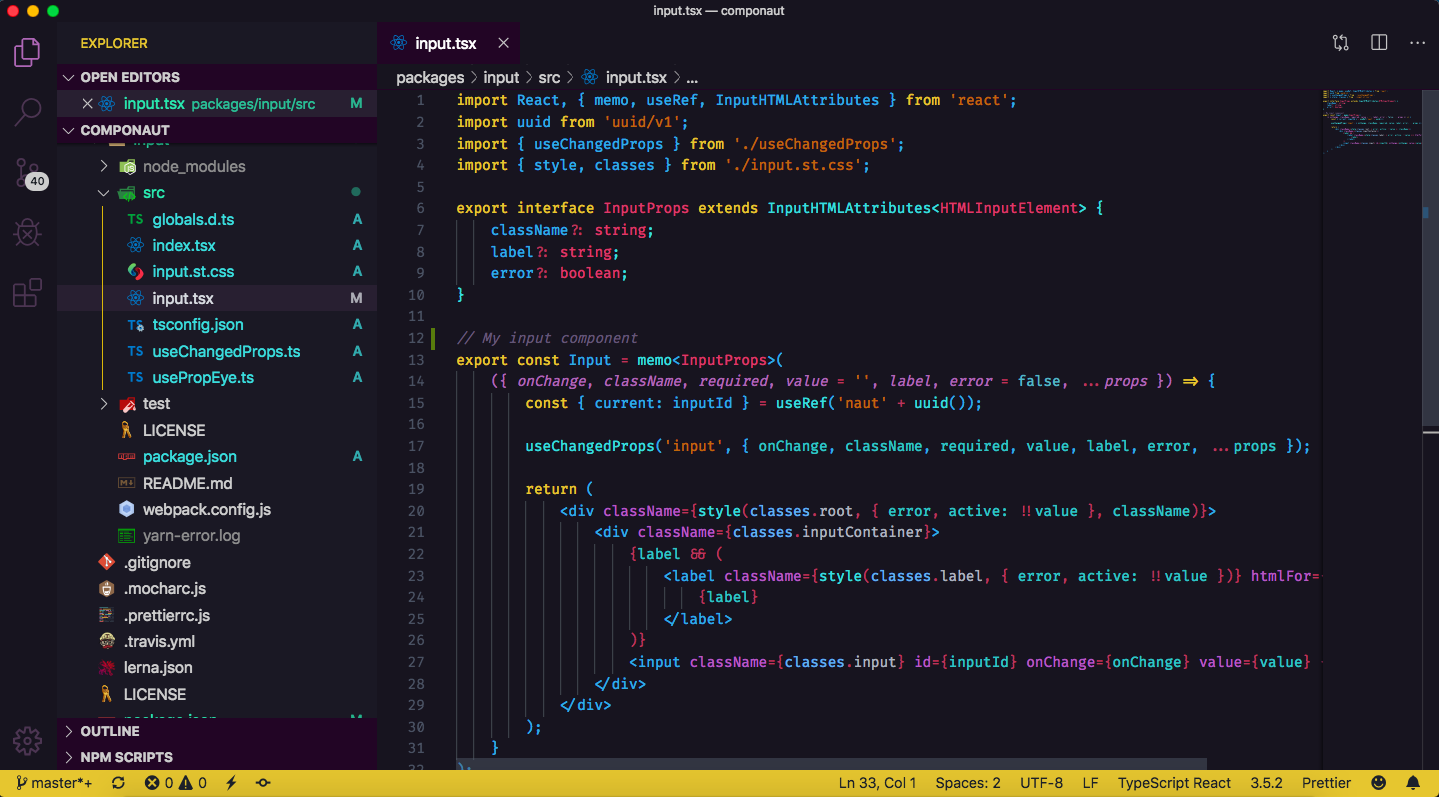 input.tsx — componaut
EXPLORER
OPEN EDITORS
input.tsx packages/input/src M
COMPONAUT
input
node_modules
src
TS globals.d.ts A
index.tsx A
input.st.css A
input.tsx M
TS tsconfig.json A
TS useChangedProps.ts A
TS usePropEye.ts A
test
LICENSE
package.json A
README.md
webpack.config.js
yarn-error.log
.gitignore
.mocharc.js
.prettierrc.js
.travis.yml
lerna.json
LICENSE
package.json M
OUTLINE
NPM SCRIPTS
40
input.tsx
packages > input > src > input.tsx > ...
1 import React, { memo, useRef, InputHTMLAttributes } from 'react';
2 import uuid from 'uuid/v1';
3 import { useChangedProps } from './useChangedProps';
4 import { style, classes } from './input.st.css';
5
6 export interface InputProps extends InputHTMLAttributes<HTMLInputElement> {
7 className?: string;
8 label?: string;
9 error?: boolean;
10 }
11
12 // My input component
13 export const Input = memo<InputProps>(
14 ({ onChange, className, required, value = '', label, error = false, ...props }) => {
15 const { current: inputId } = useRef('naut' + uuid());
16
17 useChangedProps('input', { onChange, className, required, value, label, error, ...props });
18
19 return (
20 <div className={style(classes.root, { error, active: !!value }, className)}>
21 <div className={classes.inputContainer}>
22 {label && (
23 <label className={style(classes.label, { error, active: !!value })} htmlFor=
24 {label}
25 </label>
26 )}
27 <input className={classes.input} id={inputId} onChange={onChange} value={value}
28 </div>
29 </div>
30 );
31 }
32 );
master*+ 0 0
Ln 33, Col 1 Spaces: 2 UTF-8 LF TypeScript React 3.5.2 Prettier